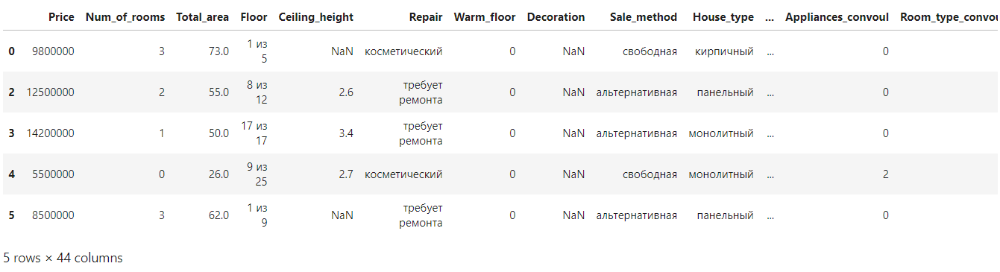 Price Num_of_rooms Total_area Floor Ceiling_height Repair Warm_floor Decoration Sale_method House_type ... Appliances_convoul Room_type_convou
0 9800000 3 73.0 1 из 5 NaN косметический 0 NaN свободная кирпичный ... 0
2 12500000 2 55.0 8 из 12 2.6 требует ремонта 0 NaN альтернативная панельный ... 0
3 14200000 1 50.0 17 из 17 3.4 требует ремонта 0 NaN альтернативная монолитный ... 0
4 5500000 0 26.0 9 из 25 2.7 косметический 0 NaN свободная монолитный ... 2
5 8500000 3 62.0 1 из 9 NaN требует ремонта 0 NaN альтернативная панельный ... 0
5 rows × 44 columns